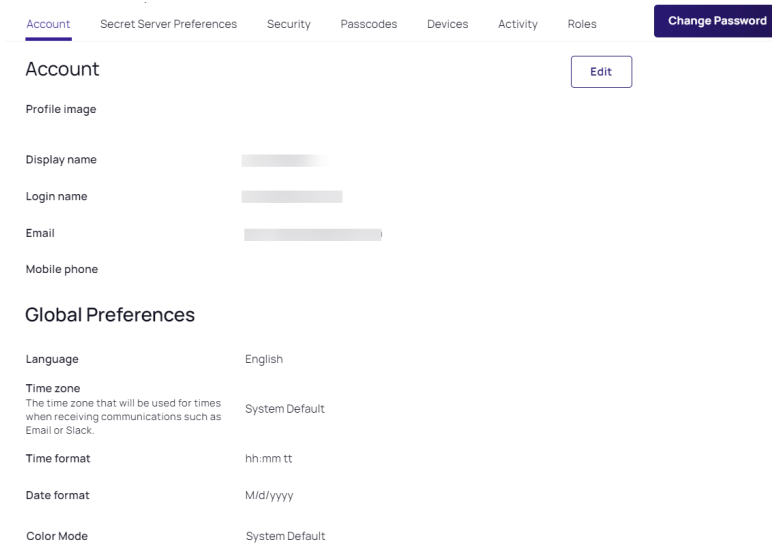 Account Secret Server Preferences Security Passcodes Devices Activity Roles Change Password
Account Edit
Profile image
Display name
Login name
Email
Mobile phone
Global Preferences
Language English
Time zone
The time zone that will be used for times
when receiving communications such as
Email or Slack.
System Default
Time format hh:mm tt
Date format M/d/yyyy
Color Mode System Default